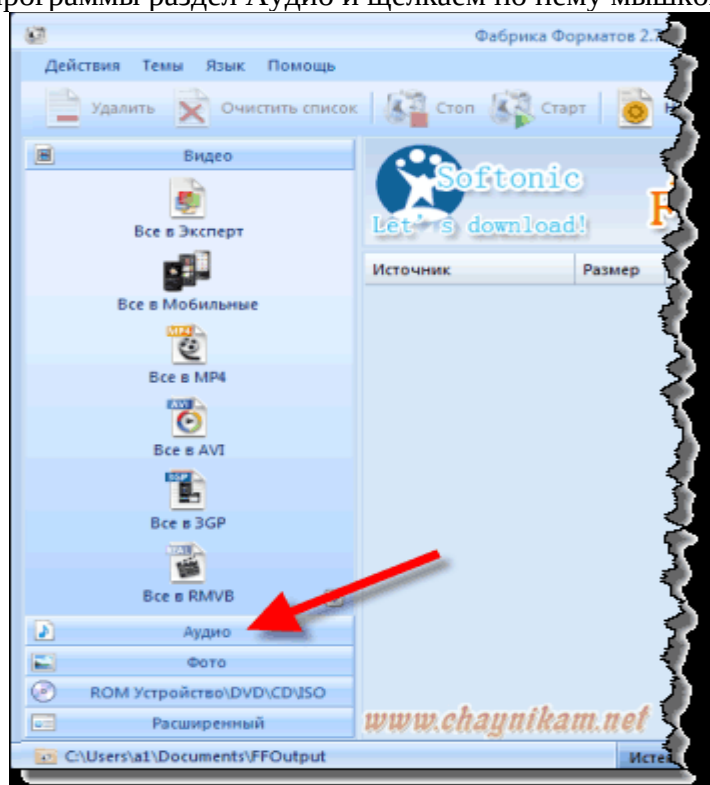 программы раздел Аудио и щелкаем по нему мышкой
Фабрика Форматов 2.
Действия Темы Язык Помощь
Удалить Очистить список Стоп Старт
Видео
Softonic
Let's download!
Все в Эксперт
Источник Размер
Все в Мобильные
MP4
Все в MP4
AVI
Все в AVI
3GP
Все в 3GP
Все в RMVB
Аудио
Фото
ROM Устройство\DVD\CD\ISO
Расширенный
www.chaynikam.net
C:\Users\a1\Documents\FFOutput